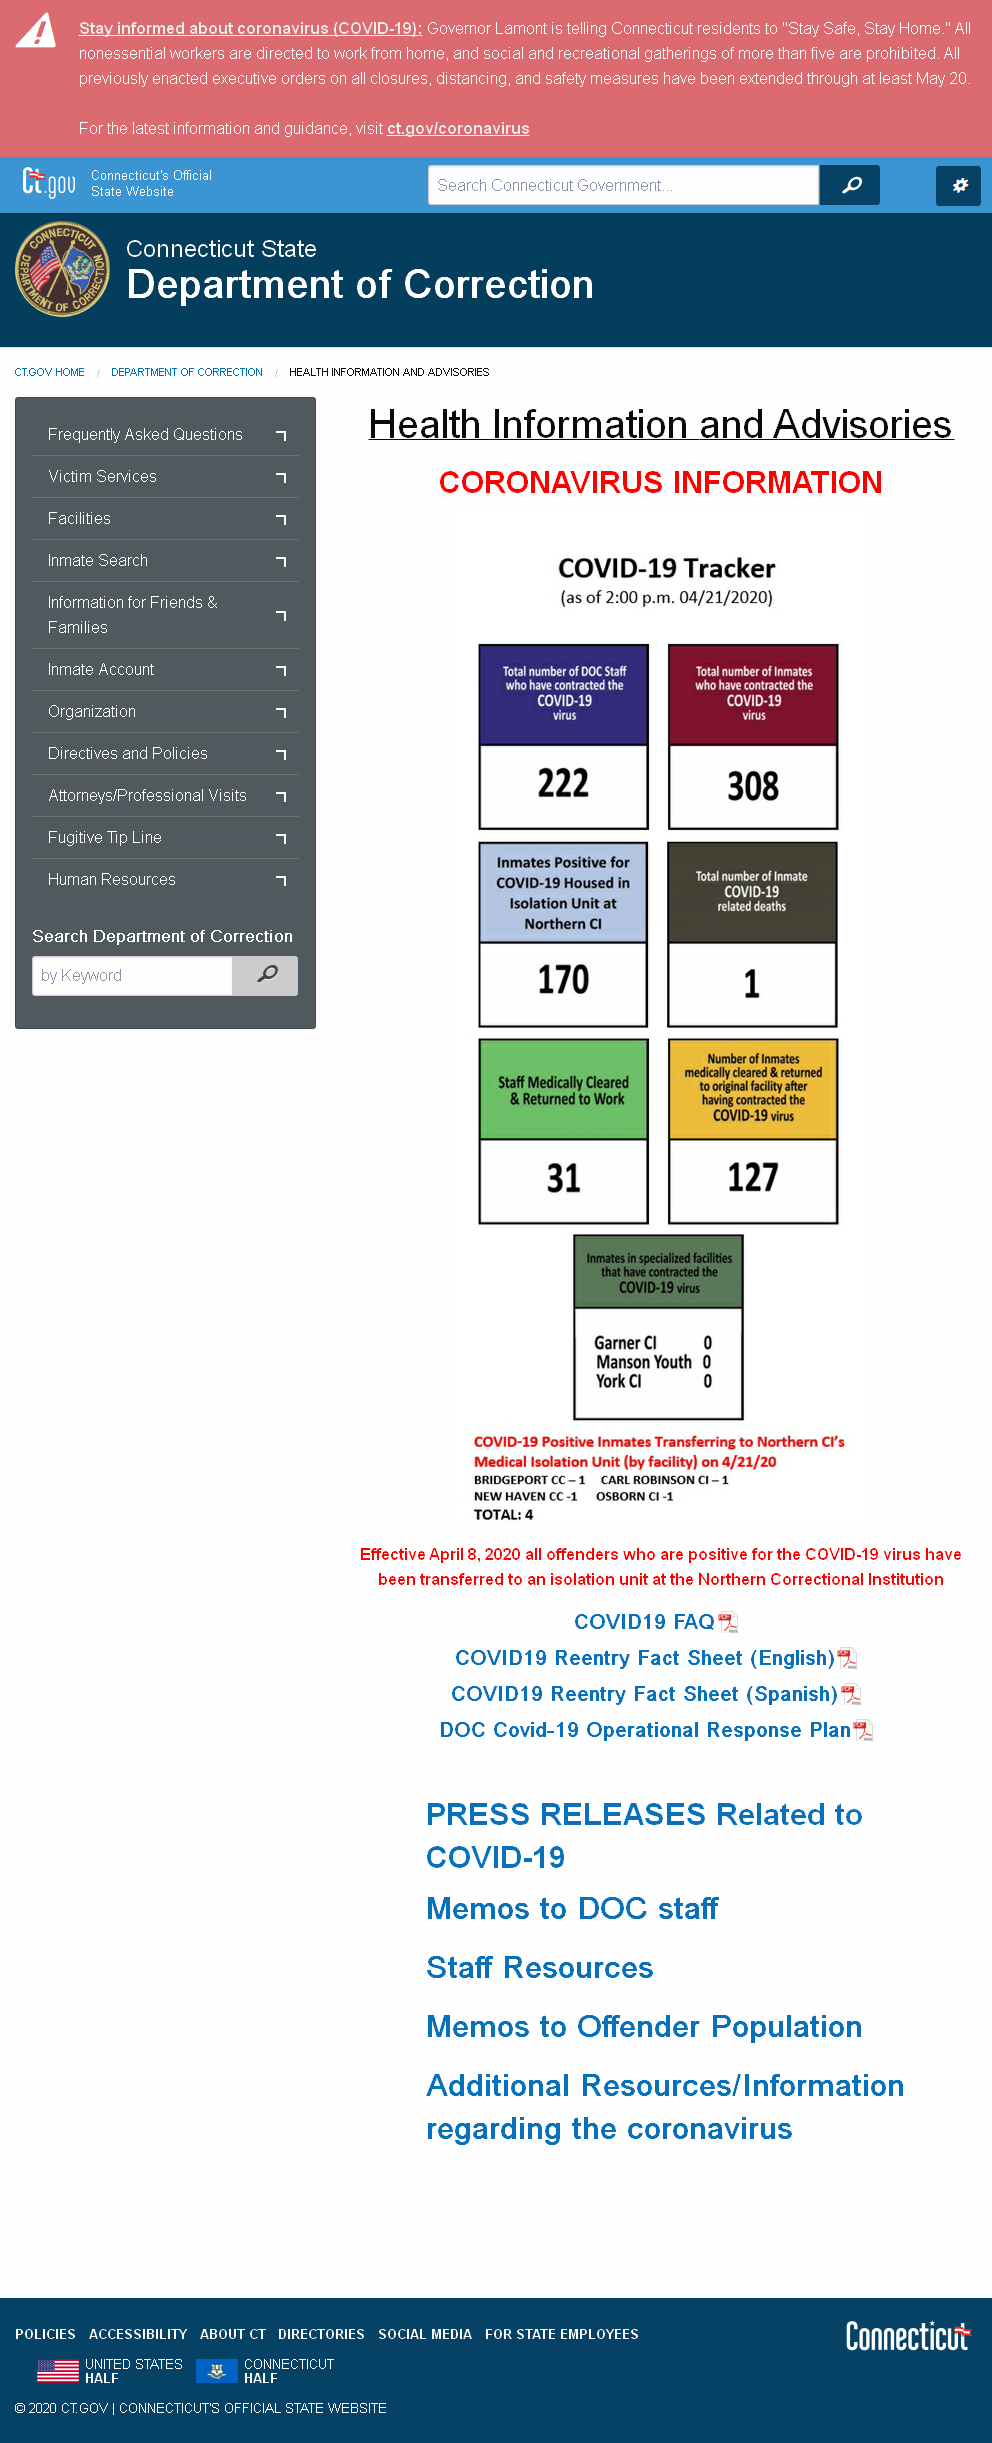 Stay informed about coronavirus (COVID-19): Governor Lamont is telling Connecticut residents to "Stay Safe, Stay Home." All
nonessential workers are directed to work from home, and social and recreational gatherings of more than five are prohibited. All
previously enacted executive orders on all closures, distancing, and safety measures have been extended through at least May 20.
For the latest information and guidance, visit ct.gov/coronavirus
Ct.gov
Connecticut's Official
State Website
Search Connecticut Government...
CONNECTICUT
DEPARTMENT OF CORRECTION
Connecticut State
Department of Correction
CT.GOV HOME / DEPARTMENT OF CORRECTION / HEALTH INFORMATION AND ADVISORIES
Frequently Asked Questions
Victim Services
Facilities
Inmate Search
Information for Friends &
Families
Inmate Account
Organization
Directives and Policies
Attorneys/Professional Visits
Fugitive Tip Line
Human Resources
Search Department of Correction
by Keyword
Health Information and Advisories
CORONAVIRUS INFORMATION
COVID-19 Tracker
(as of 2:00 p.m. 04/21/2020)
Total number of DOC Staff
who have contracted the
COVID-19
virus
222
Total number of Inmates
who have contracted the
COVID-19
virus
308
Inmates Positive for
COVID-19 Housed in
Isolation Unit at
Northern CI
170
Total number of Inmate
COVID-19
related deaths
1
Staff Medically Cleared
& Returned to Work
31
Number of Inmates
medically cleared & returned
to original facility after
having contracted the
COVID-19 virus
127
Inmates in specialized facilities
that have contracted the
COVID-19 virus
Garner CI 0
Manson Youth 0
York CI 0
COVID-19 Positive Inmates Transferring to Northern CI's
Medical Isolation Unit (by facility) on 4/21/20
BRIDGEPORT CC – 1 CARL ROBINSON CI – 1
NEW HAVEN CC -1 OSBORN CI -1
TOTAL: 4
Effective April 8, 2020 all offenders who are positive for the COVID-19 virus have
been transferred to an isolation unit at the Northern Correctional Institution
COVID19 FAQ
COVID19 Reentry Fact Sheet (English)
COVID19 Reentry Fact Sheet (Spanish)
DOC Covid-19 Operational Response Plan
PRESS RELEASES Related to
COVID-19
Memos to DOC staff
Staff Resources
Memos to Offender Population
Additional Resources/Information
regarding the coronavirus
POLICIES ACCESSIBILITY ABOUT CT DIRECTORIES SOCIAL MEDIA FOR STATE EMPLOYEES
Connecticut
UNITED STATES
HALF
CONNECTICUT
HALF
© 2020 CT.GOV | CONNECTICUT'S OFFICIAL STATE WEBSITE